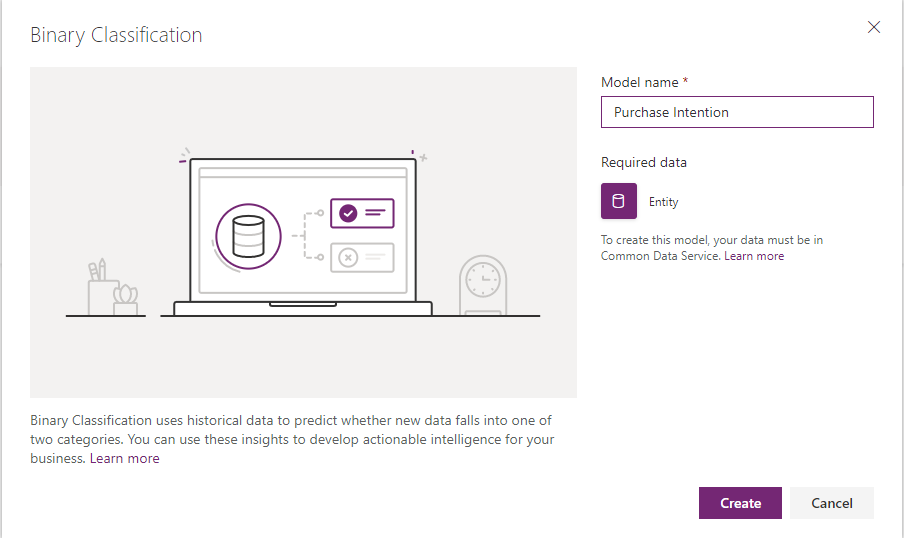 Binary Classification
Model name *
Purchase Intention
Required data
Entity
To create this model, your data must be in
Common Data Service. Learn more
Binary Classification uses historical data to predict whether new data falls into one of
two categories. You can use these insights to develop actionable intelligence for your
business. Learn more
Create
Cancel